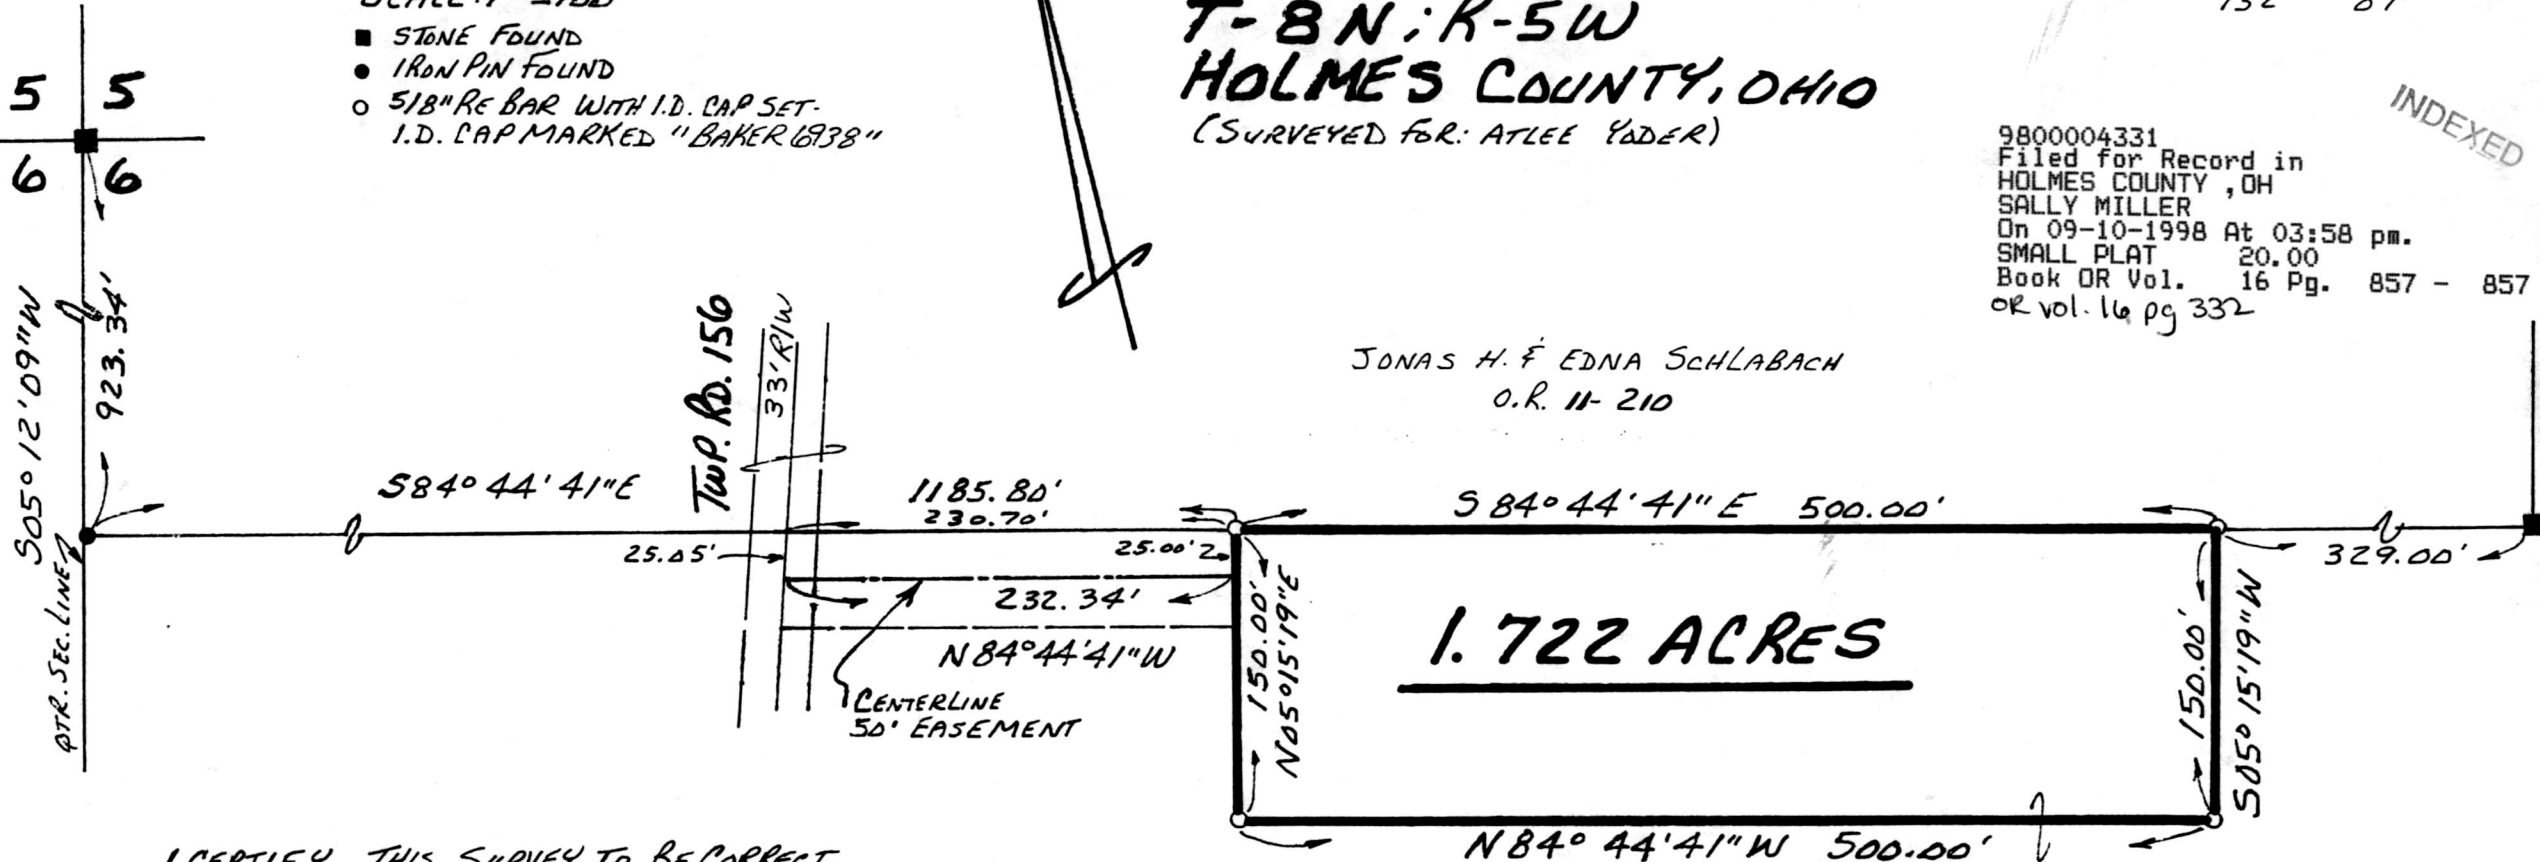 ■ STONE FOUND
● IRON PIN FOUND
○ 5/8" RE BAR WITH I.D. CAP SET-
I.D. CAP MARKED "BAKER 6938"
T-8N; R-5W
HOLMES COUNTY, OHIO
(SURVEYED FOR: ATLEE YODER)
INDEXED
9800004331
Filed for Record in
HOLMES COUNTY ,OH
SALLY MILLER
On 09-10-1998 At 03:58 pm.
SMALL PLAT 20.00
Book OR Vol. 16 Pg. 857 - 857
OR vol. 16 pg 332
5 5
6 6
S05° 12' 09" W
923.34'
QTR. SEC. LINE
TWP. RD. 156
33' R/W
JONAS H. & EDNA SCHLABACH
O.R. 11-210
S84° 44' 41" E
1185.80'
230.70'
S 84° 44' 41" E 500.00'
329.00'
25.05'
25.00'
232.34'
N 84° 44' 41" W
CENTERLINE
50' EASEMENT
150.00'
N05° 15' 19" E
1.722 ACRES
150.00'
S05° 15' 19" W
N 84° 44' 41" W 500.00'
I CERTIFY THIS SURVEY TO BE CORRECT